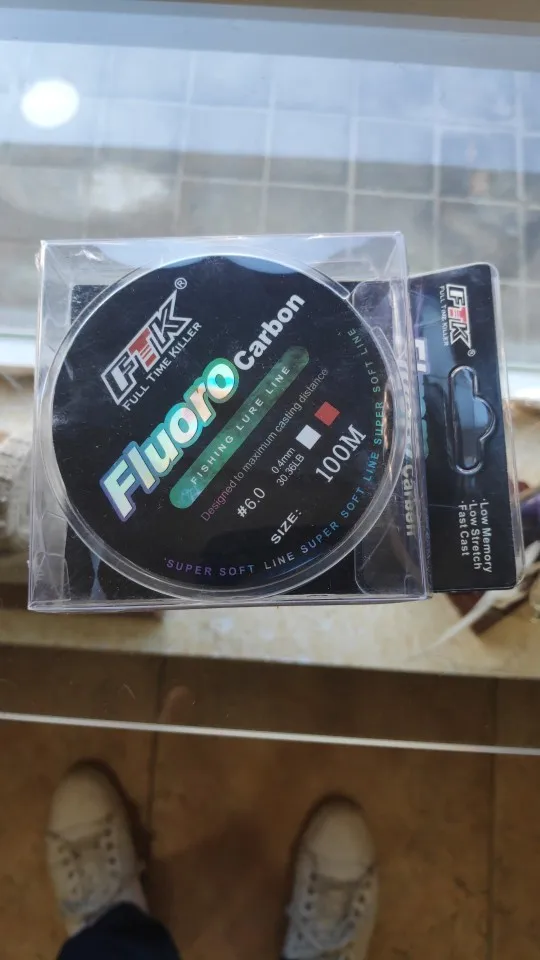 FTK®
FULL TIME KILLER
Fluoro Carbon
FISHING LURE LINE
Designed to maximum casting distance
#6.0
0.4mm
30.36LB
SIZE:
100M
·SUPER SOFT LINE SUPER SOFT LINE SUPER SOFT LINE
FTK®
FULL TIME KILLER
Carbon
·Low Memory
·Low Stretch
·Fast Cast